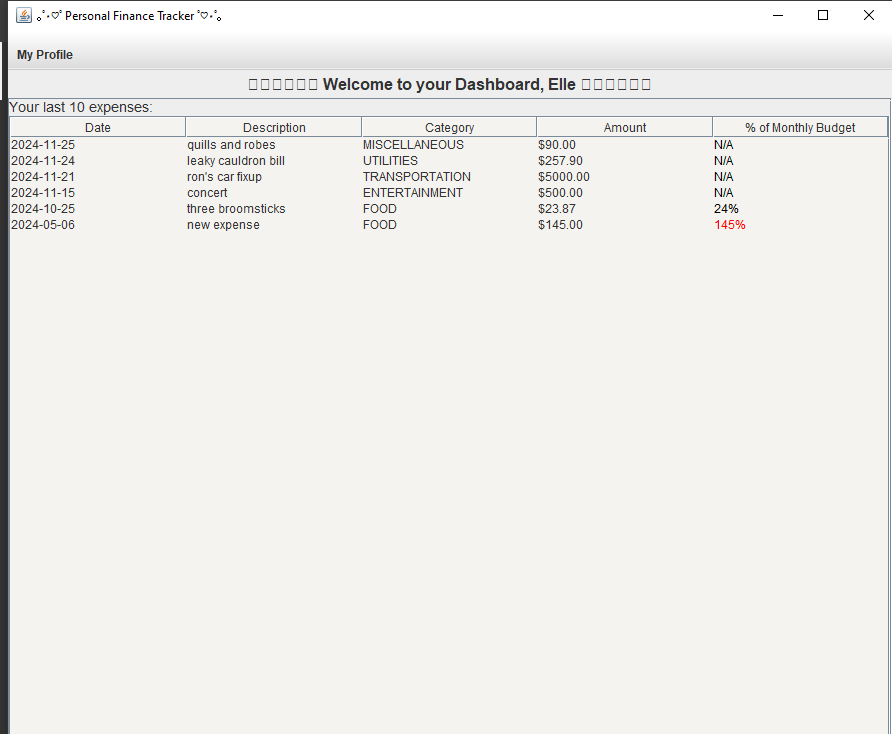 ｡ﾟ･♡ﾟ Personal Finance Tracker ﾟ♡･ﾟ｡
My Profile
□□□□□□ Welcome to your Dashboard, Elle □□□□□□
Your last 10 expenses:
Date Description Category Amount % of Monthly Budget
2024-11-25 quills and robes MISCELLANEOUS $90.00 N/A
2024-11-24 leaky cauldron bill UTILITIES $257.90 N/A
2024-11-21 ron's car fixup TRANSPORTATION $5000.00 N/A
2024-11-15 concert ENTERTAINMENT $500.00 N/A
2024-10-25 three broomsticks FOOD $23.87 24%
2024-05-06 new expense FOOD $145.00 145%